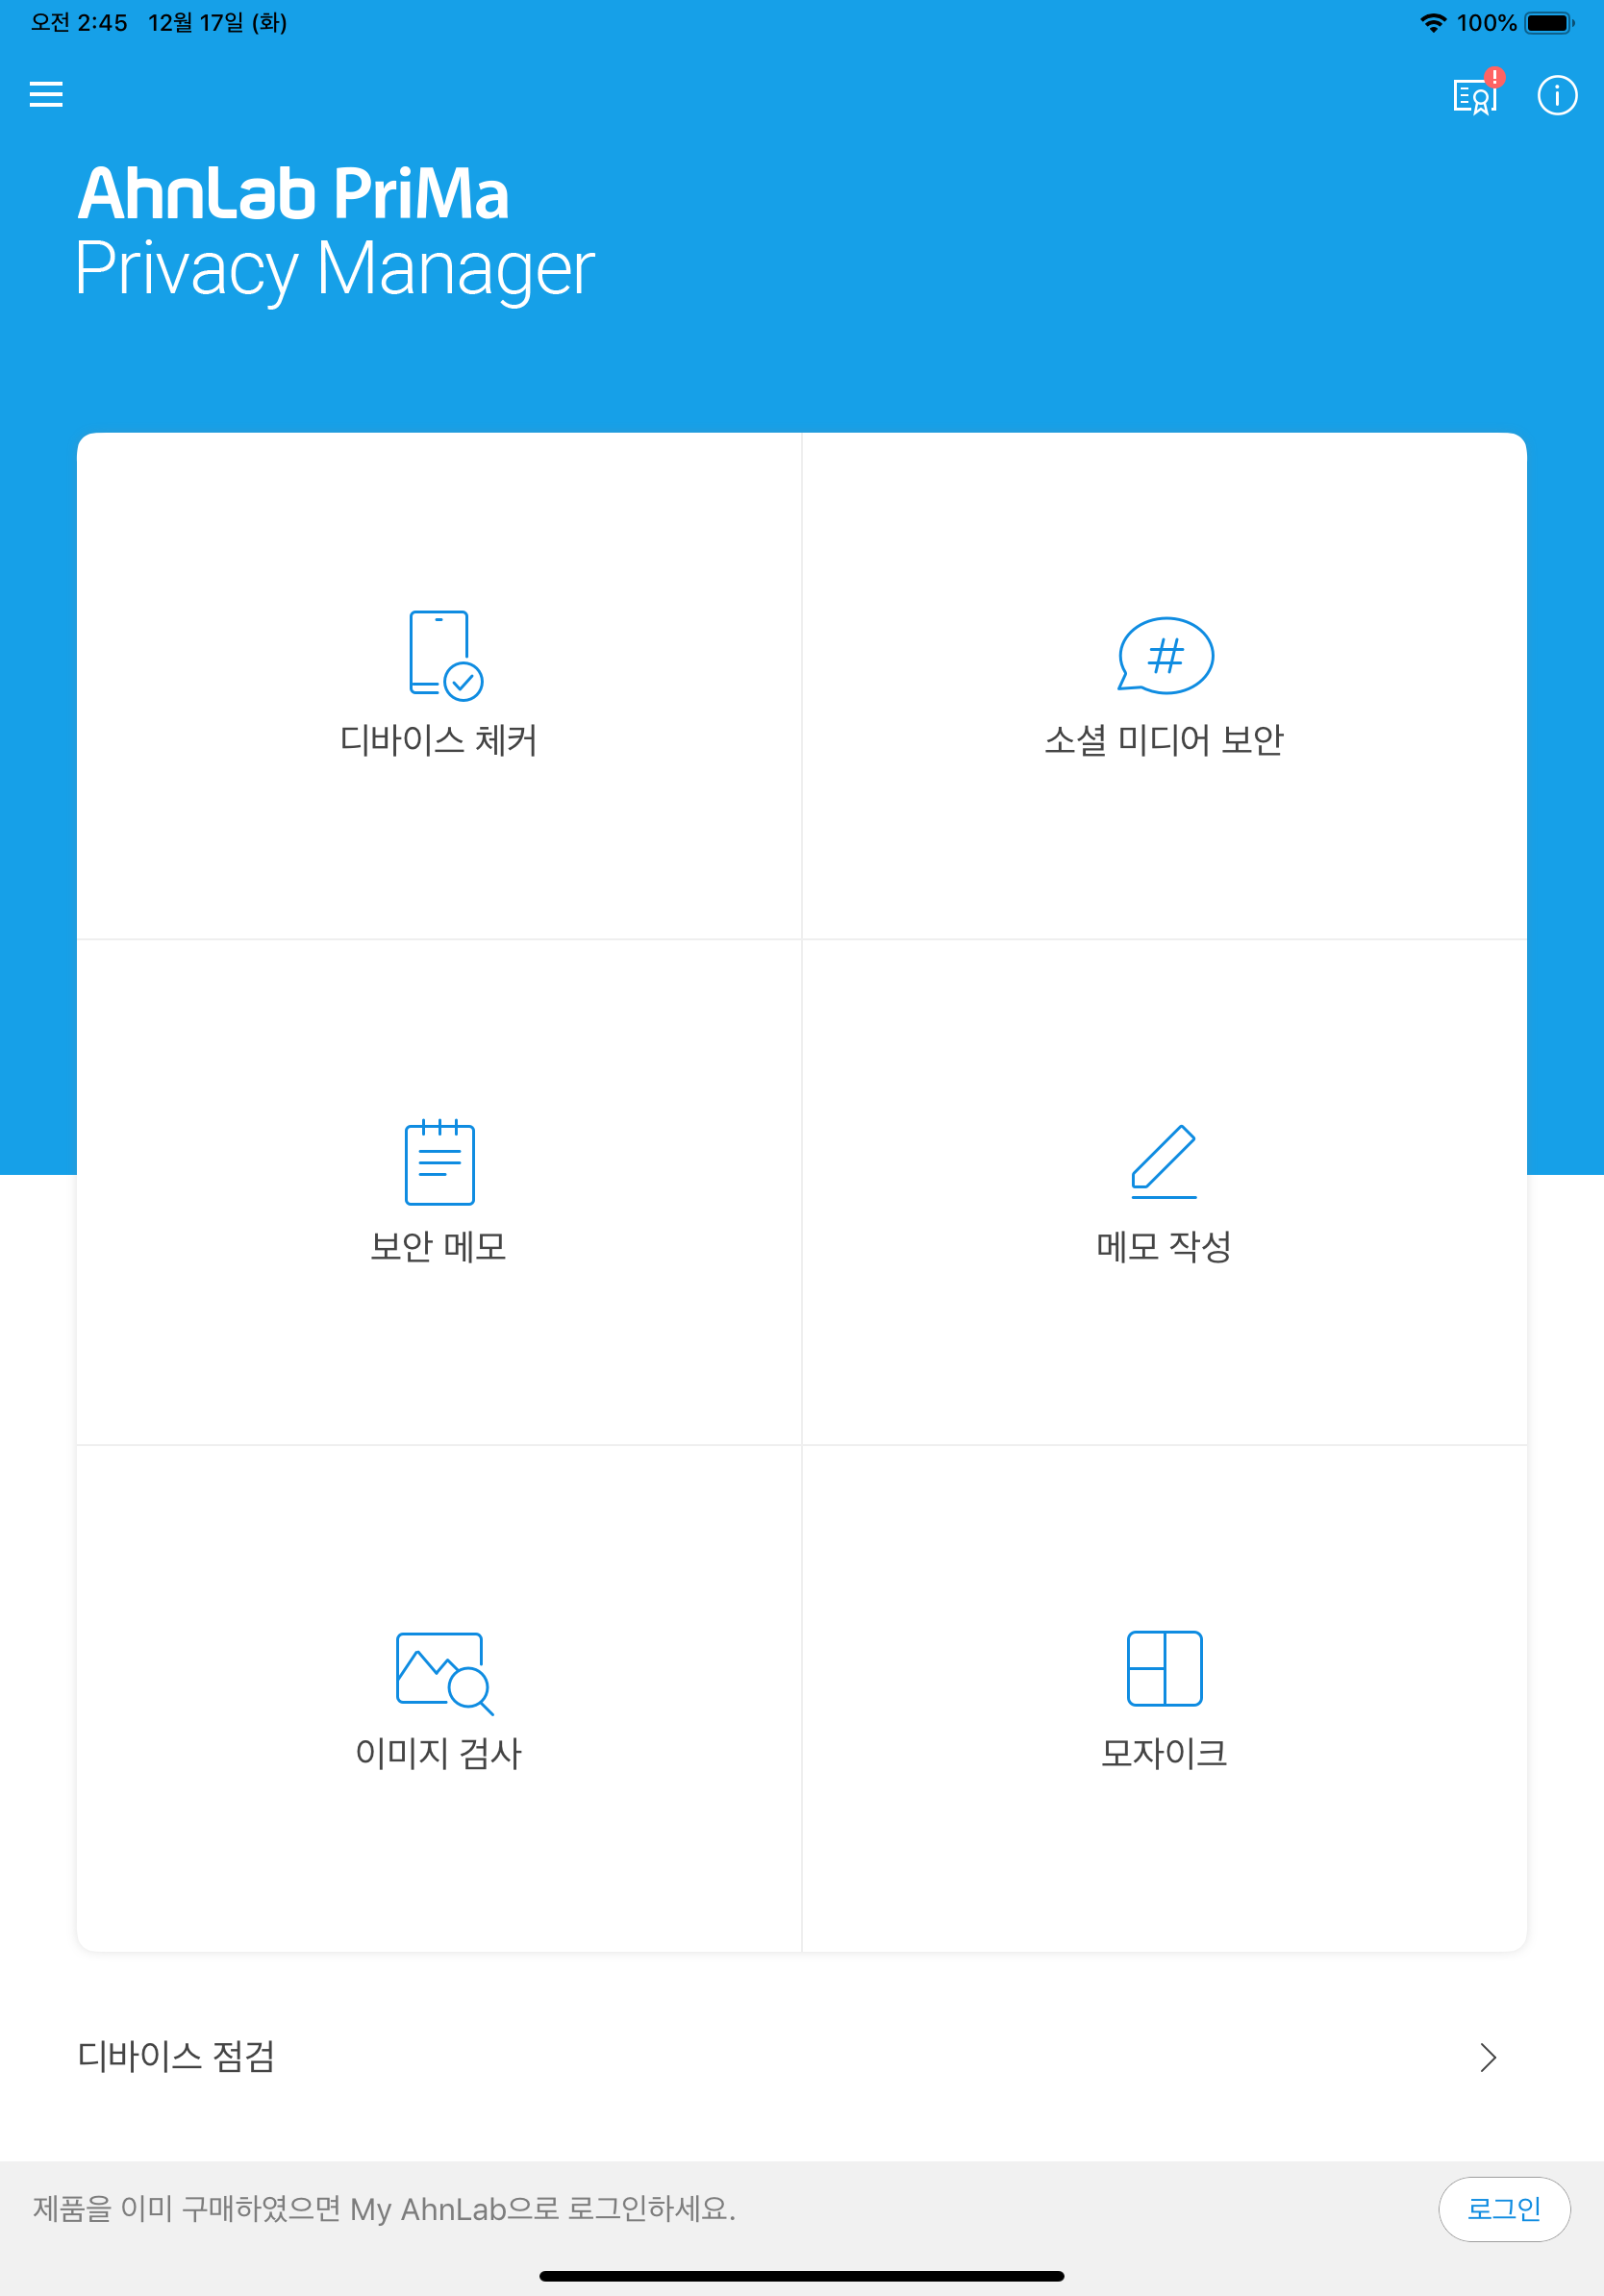 오전 2:45 12월 17일 (화) 100%
AhnLab PriMa
Privacy Manager
디바이스 체커
소셜 미디어 보안
보안 메모
메모 작성
이미지 검사
모자이크
디바이스 점검
제품을 이미 구매하였으면 My AhnLab으로 로그인하세요.
로그인